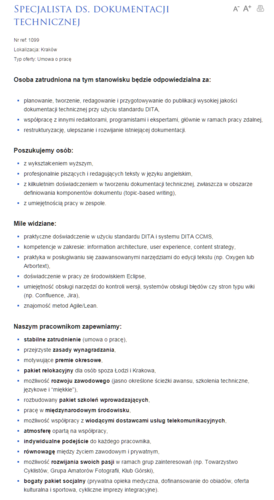 Specjalista ds. dokumentacji
technicznej
A- A+
Nr ref: 1099
Lokalizacja: Kraków
Typ oferty: Umowa o pracę
Osoba zatrudniona na tym stanowisku będzie odpowiedzialna za:
planowanie, tworzenie, redagowanie i przygotowywanie do publikacji wysokiej jakości
dokumentacji technicznej przy użyciu standardu DITA,
współpracę z innymi redaktorami, programistami i ekspertami, głównie w ramach pracy zdalnej,
restrukturyzację, ulepszanie i rozwijanie istniejącej dokumentacji.
Poszukujemy osób:
z wykształceniem wyższym,
profesjonalnie piszących i redagujących teksty w języku angielskim,
z kilkuletnim doświadczeniem w tworzeniu dokumentacji technicznej, zwłaszcza w obszarze
definiowania komponentów dokumentu (topic-based writing),
z umiejętnością pracy w zespole.
Mile widziane:
praktyczne doświadczenie w użyciu standardu DITA i systemu DITA CCMS,
kompetencje w zakresie: information architecture, user experience, content strategy,
praktyka w posługiwaniu się zaawansowanymi narzędziami do edycji tekstu (np. Oxygen lub
Arbortext),
doświadczenie w pracy ze środowiskiem Eclipse,
umiejętność obsługi narzędzi do kontroli wersji, systemów obsługi błędów czy stron typu wiki
(np. Confluence, Jira),
znajomość metod Agile/Lean.
Naszym pracownikom zapewniamy:
stabilne zatrudnienie (umowa o pracę),
przejrzyste zasady wynagradzania,
motywujące premie okresowe,
pakiet relokacyjny dla osób spoza Łodzi i Krakowa,
możliwość rozwoju zawodowego (jasno określone ścieżki awansu, szkolenia techniczne,
językowe i "miękkie"),
rozbudowany pakiet szkoleń wprowadzających,
pracę w międzynarodowym środowisku,
możliwość współpracy z wiodącymi dostawcami usług telekomunikacyjnych,
atmosferę opartą na współpracy,
indywidualne podejście do każdego pracownika,
równowagę między życiem zawodowym i prywatnym,
możliwość rozwijania swoich pasji w ramach grup zainteresowań (np. Towarzystwo
Cyklistów, Grupa Amatorów Fotografii, Klub Górski),
bogaty pakiet socjalny (prywatna opieka medyczna, dofinansowanie do obiadów, oferta
kulturalna i sportowa, cykliczne imprezy integracyjne).